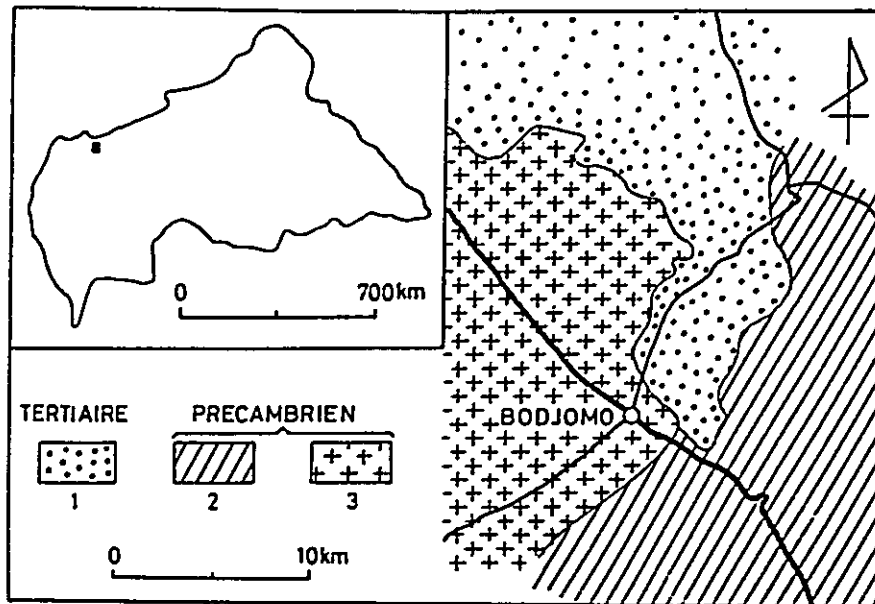 0 700km
BODJOMO
TERTIAIRE PRECAMBRIEN
1 2 3
0 10km